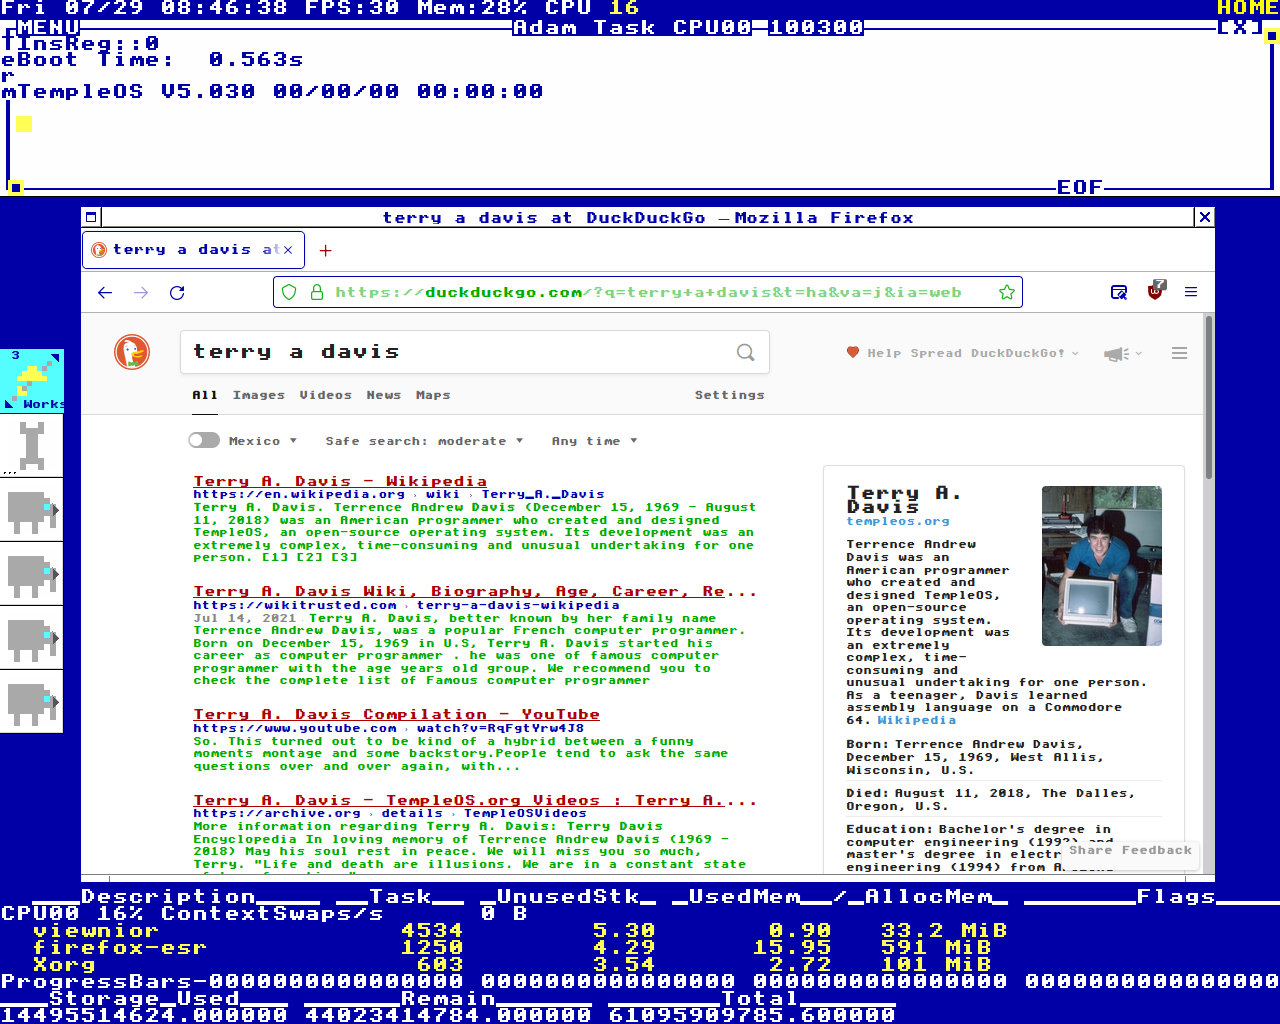 Fri 07/29 08:46:38 FPS:30 Mem:28% CPU 16 HOME
MENU Adam Task CPU00 100300 [X]
fInsReg::0
eBoot Time:  0.563s
r
mTempleOS V5.030 00/00/00 00:00:00
EOF
terry a davis at DuckDuckGo — Mozilla Firefox
terry a davis at
https://duckduckgo.com/?q=terry+a+davis&t=ha&va=j&ia=web
3
Works
...
terry a davis
Help Spread DuckDuckGo!
All Images Videos News Maps Settings
Mexico Safe search: moderate Any time
Terry A. Davis - Wikipedia
https://en.wikipedia.org › wiki › Terry_A._Davis
Terry A. Davis. Terrence Andrew Davis (December 15, 1969 - August
11, 2018) was an American programmer who created and designed
TempleOS, an open-source operating system. Its development was an
extremely complex, time-consuming and unusual undertaking for one
person. [1] [2] [3]
Terry A. Davis Wiki, Biography, Age, Career, Re...
https://wikitrusted.com › terry-a-davis-wikipedia
Jul 14, 2021 Terry A. Davis, better known by her family name
Terrence Andrew Davis, was a popular French computer programmer.
Born on December 15, 1969 in U.S, Terry A. Davis started his
career as computer programmer . he was one of famous computer
programmer with the age years old group. We recommend you to
check the complete list of Famous computer programmer
Terry A. Davis Compilation - YouTube
https://www.youtube.com › watch?v=RqFgtYrw4J8
So. This turned out to be kind of a hybrid between a funny
moments montage and some backstory.People tend to ask the same
questions over and over again, with...
Terry A. Davis - TempleOS.org Videos : Terry A....
https://archive.org › details › TempleOSVideos
More information regarding Terry A. Davis: Terry Davis
Encyclopedia In loving memory of Terrence Andrew Davis (1969 -
2018) May his soul rest in peace. We will miss you so much,
Terry. "Life and death are illusions. We are in a constant state
Terry A.
Davis
templeos.org
Terrence Andrew
Davis was an
American programmer
who created and
designed TempleOS,
an open-source
operating system.
Its development was
an extremely
complex, time-
consuming and
unusual undertaking for one person.
As a teenager, Davis learned
assembly language on a Commodore
64. Wikipedia
Born: Terrence Andrew Davis,
December 15, 1969, West Allis,
Wisconsin, U.S.
Died: August 11, 2018, The Dalles,
Oregon, U.S.
Education: Bachelor's degree in
computer engineering (1992) and
master's degree in electr
engineering (1994) from
Share Feedback
Description Task UnusedStk UsedMem / AllocMem Flags
CPU00 16% ContextSwaps/s 0 B
viewnior 4534 5.30 0.90 33.2 MiB
firefox-esr 1250 4.29 15.95 591 MiB
Xorg 603 3.54 2.72 101 MiB
ProgressBars-0000000000000000 0000000000000000 0000000000000000 0000000000000000
Storage_Used Remain Total
14495514624.000000 44023414784.000000 61095909785.600000